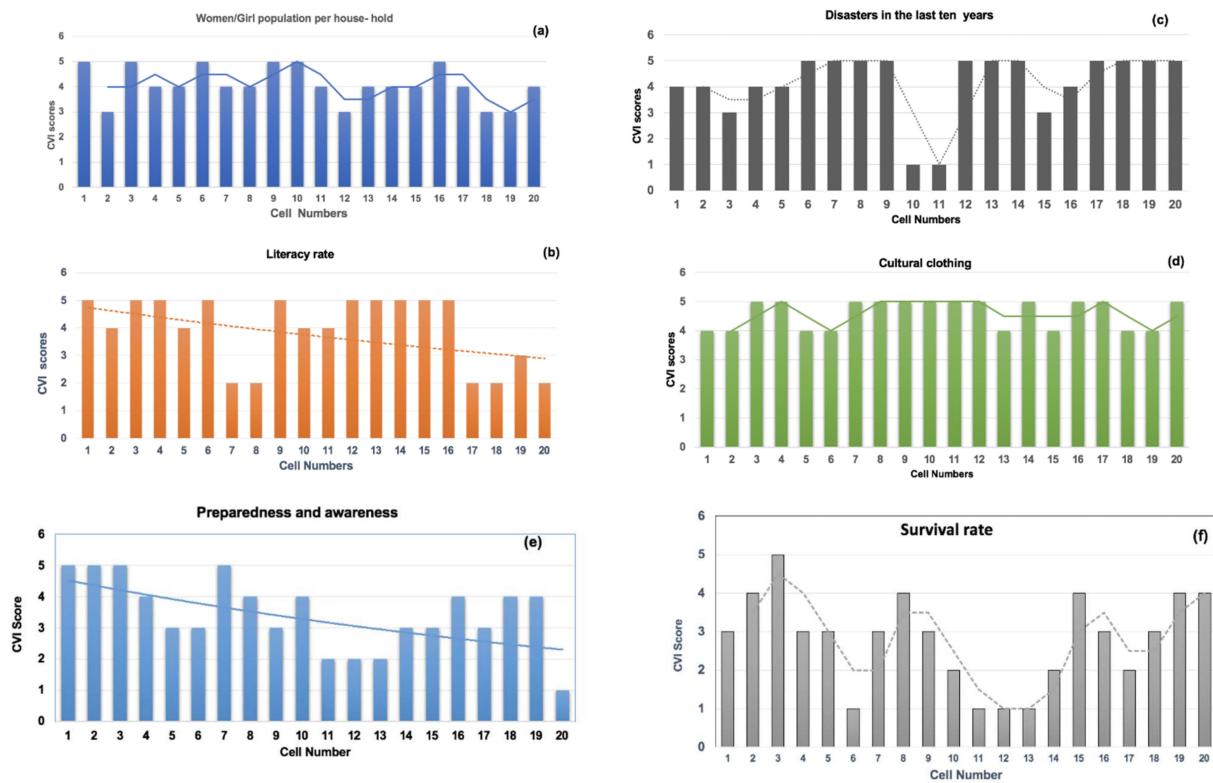 Women/Girl population per house- hold
(a)
6
5
4
3
2
1
0
CVI scores
1 2 3 4 5 6 7 8 9 10 11 12 13 14 15 16 17 18 19 20
Cell Numbers
Disasters in the last ten years
(c)
6
5
4
3
2
1
0
CVI scores
1 2 3 4 5 6 7 8 9 10 11 12 13 14 15 16 17 18 19 20
Cell Numbers
Literacy rate
(b)
6
5
4
3
2
1
0
CVI scores
1 2 3 4 5 6 7 8 9 10 11 12 13 14 15 16 17 18 19 20
Cell Numbers
Cultural clothing
(d)
6
5
4
3
2
1
0
CVI scores
1 2 3 4 5 6 7 8 9 10 11 12 13 14 15 16 17 18 19 20
Cell Numbers
Preparedness and awareness
(e)
6
5
4
3
2
1
0
CVI Score
1 2 3 4 5 6 7 8 9 10 11 12 13 14 15 16 17 18 19 20
Cell Number
Survival rate
(f)
6
5
4
3
2
1
0
CVI Score
1 2 3 4 5 6 7 8 9 10 11 12 13 14 15 16 17 18 19 20
Cell Number